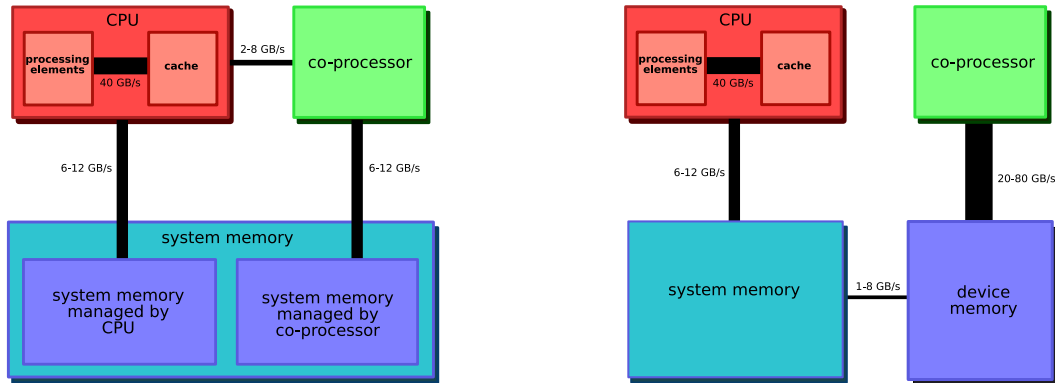 CPU
processing
elements
40 GB/s
cache
2-8 GB/s
co-processor
6-12 GB/s
6-12 GB/s
system memory
system memory
managed by
CPU
system memory
managed by
co-processor
CPU
processing
elements
40 GB/s
cache
co-processor
6-12 GB/s
20-80 GB/s
system memory
1-8 GB/s
device
memory